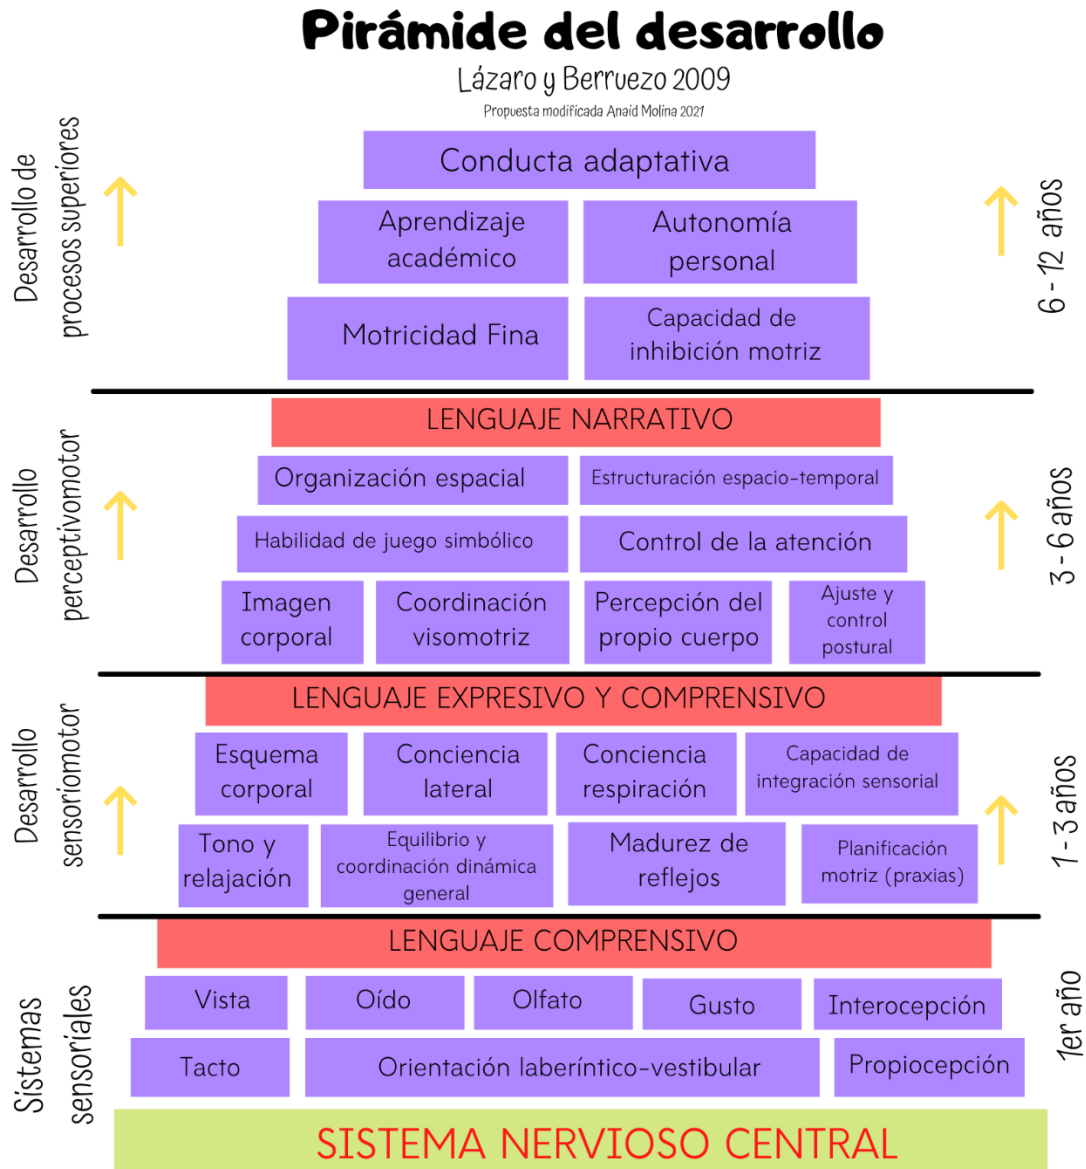 Pirámide del desarrollo
Lázaro y Berruezo 2009
Propuesta modificada Anaid Molina 2021
Desarrollo de
procesos superiores
Conducta adaptativa
Aprendizaje
académico
Autonomía
personal
Motricidad Fina
Capacidad de
inhibición motriz
6 - 12 años
Desarrollo
perceptivomotor
LENGUAJE NARRATIVO
Organización espacial
Estructuración espacio-temporal
Habilidad de juego simbólico
Control de la atención
Imagen
corporal
Coordinación
visomotriz
Percepción del
propio cuerpo
Ajuste y
control
postural
3 - 6 años
Desarrollo
sensoriomotor
LENGUAJE EXPRESIVO Y COMPRENSIVO
Esquema
corporal
Conciencia
lateral
Conciencia
respiración
Capacidad de
integración sensorial
Tono y
relajación
Equilibrio y
coordinación dinámica
general
Madurez de
reflejos
Planificación
motriz (praxias)
1 - 3 años
Sistemas
sensoriales
LENGUAJE COMPRENSIVO
Vista
Oído
Olfato
Gusto
Interocepción
Tacto
Orientación laberíntico-vestibular
Propiocepción
1er año
SISTEMA NERVIOSO CENTRAL